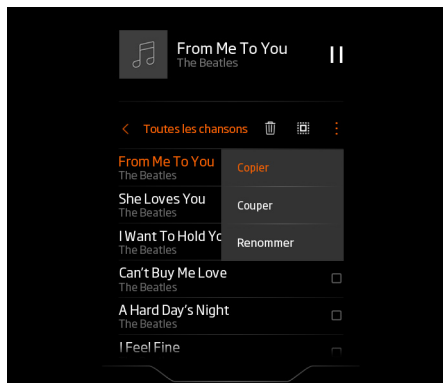 From Me To You
The Beatles
Toutes les chansons
From Me To You
The Beatles
Copier
She Loves You
The Beatles
Couper
I Want To Hold Yo
The Beatles
Renommer
Can't Buy Me Love
The Beatles
A Hard Day's Night
The Beatles
I Feel Fine